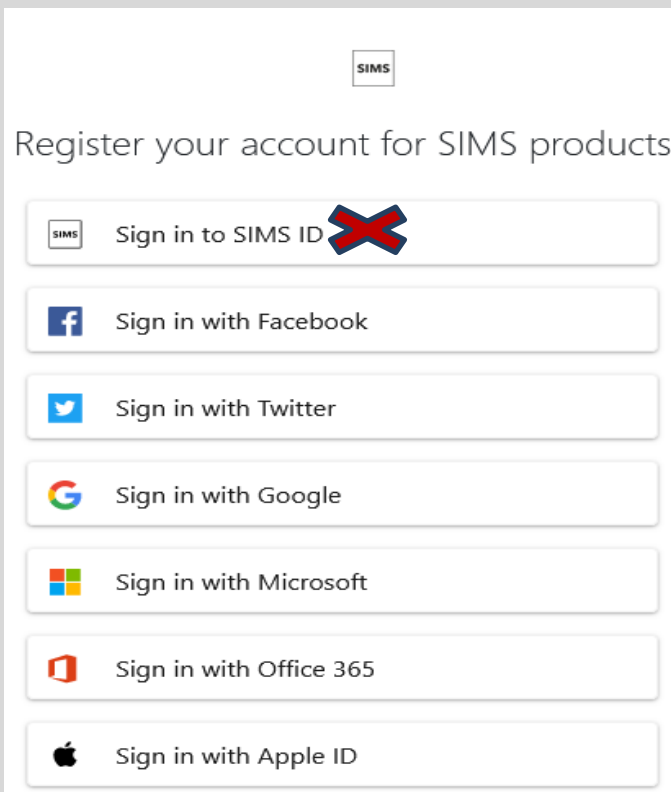 SIMS
Register your account for SIMS products
SIMS Sign in to SIMS ID
Sign in with Facebook
Sign in with Twitter
Sign in with Google
Sign in with Microsoft
Sign in with Office 365
Sign in with Apple ID